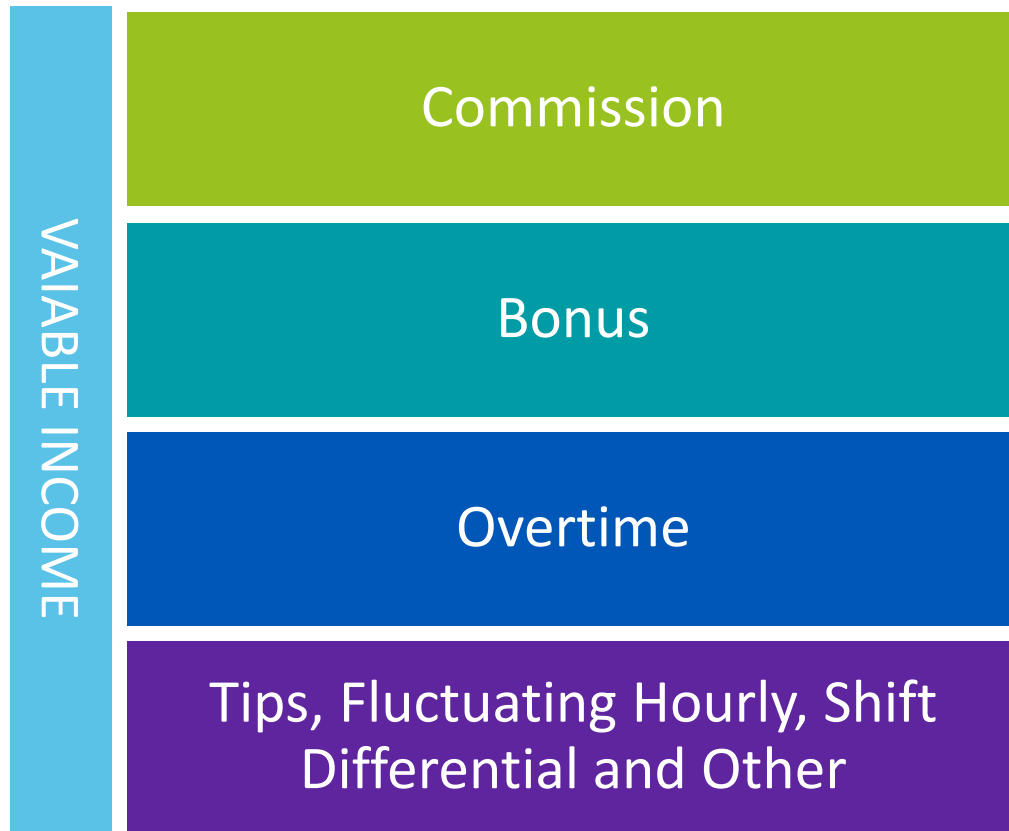 VAIABLE INCOME
Commission
Bonus
Overtime
Tips, Fluctuating Hourly, Shift
Differential and Other